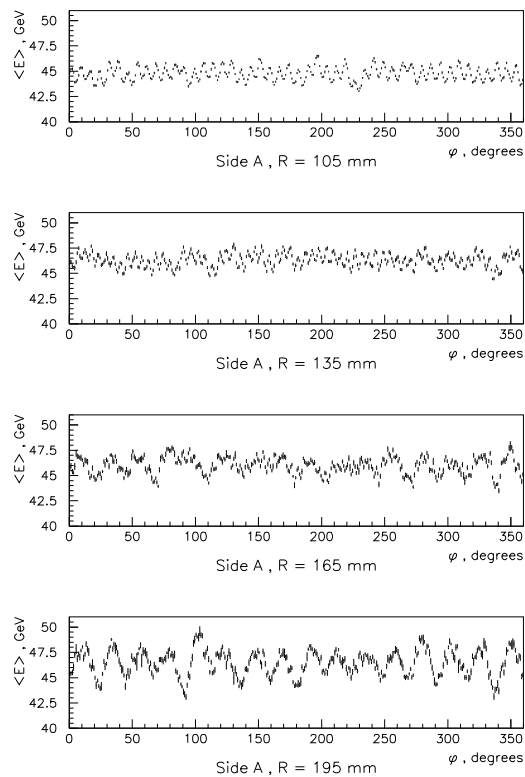 <E> , GeV
50
47.5
45
42.5
40
0 50 100 150 200 250 300 350
φ , degrees
Side A , R = 105 mm
<E> , GeV
50
47.5
45
42.5
40
0 50 100 150 200 250 300 350
φ , degrees
Side A , R = 135 mm
<E> , GeV
50
47.5
45
42.5
40
0 50 100 150 200 250 300 350
φ , degrees
Side A , R = 165 mm
<E> , GeV
50
47.5
45
42.5
40
0 50 100 150 200 250 300 350
φ , degrees
Side A , R = 195 mm